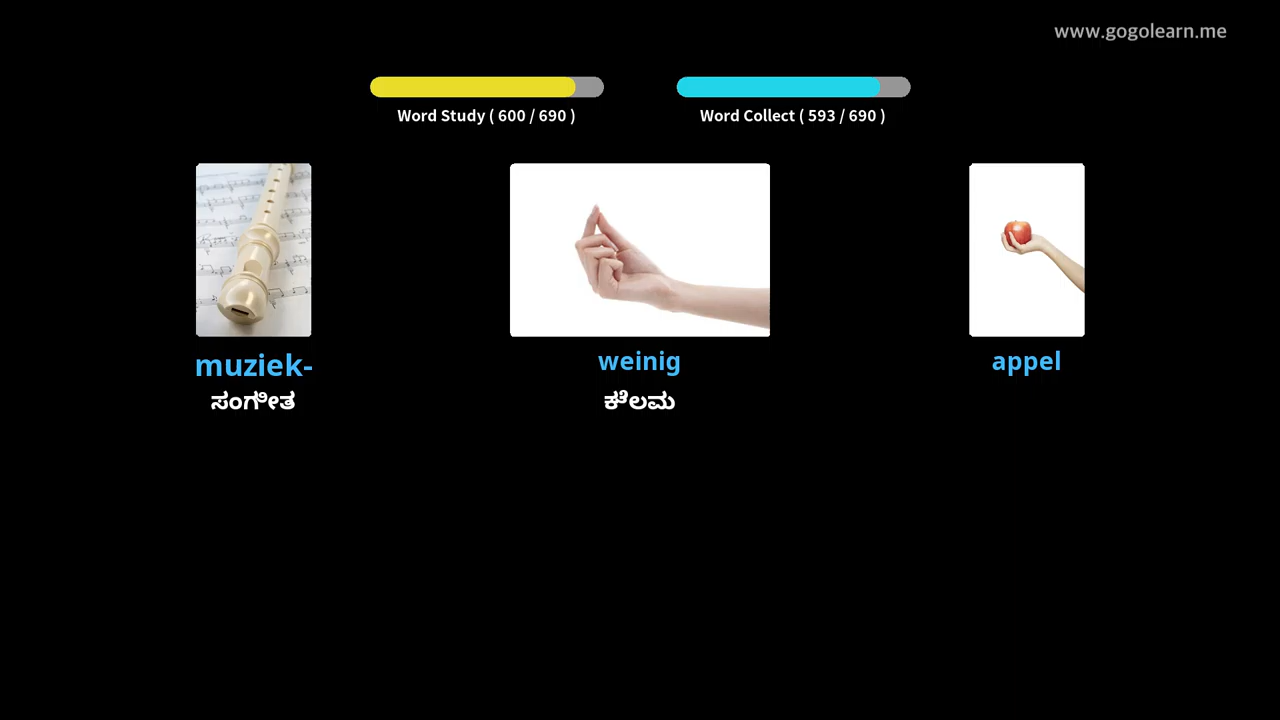 www.gogolearn.me
Word Study ( 600 / 690 )
Word Collect ( 593 / 690 )
muziek-
weinig
appel
ಸಂಗೀತ
ಕೆಲವು